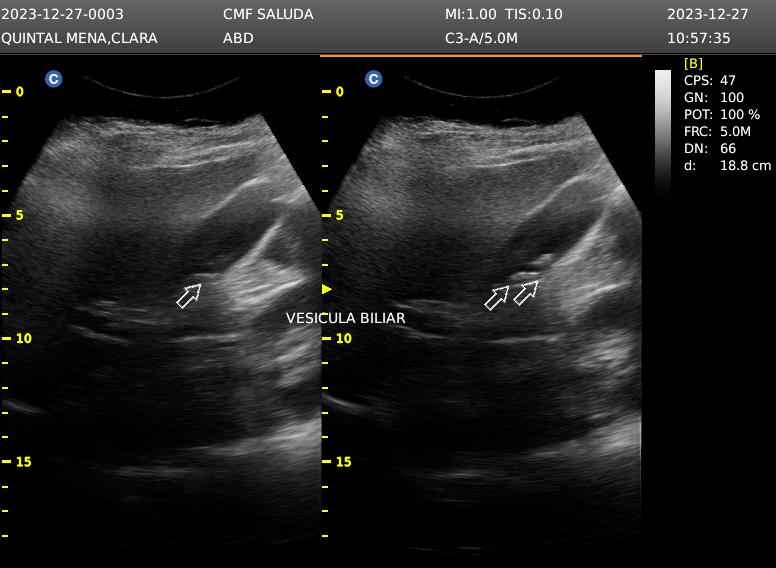 2023-12-27-0003 CMF SALUDA MI:1.00 TIS:0.10 2023-12-27
QUINTAL MENA,CLARA ABD C3-A/5.0M 10:57:35
[B]
CPS: 47
GN: 100
POT: 100 %
FRC: 5.0M
DN: 66
d: 18.8 cm
C C
0 0
5 5
VESICULA BILIAR
10 10
15 15